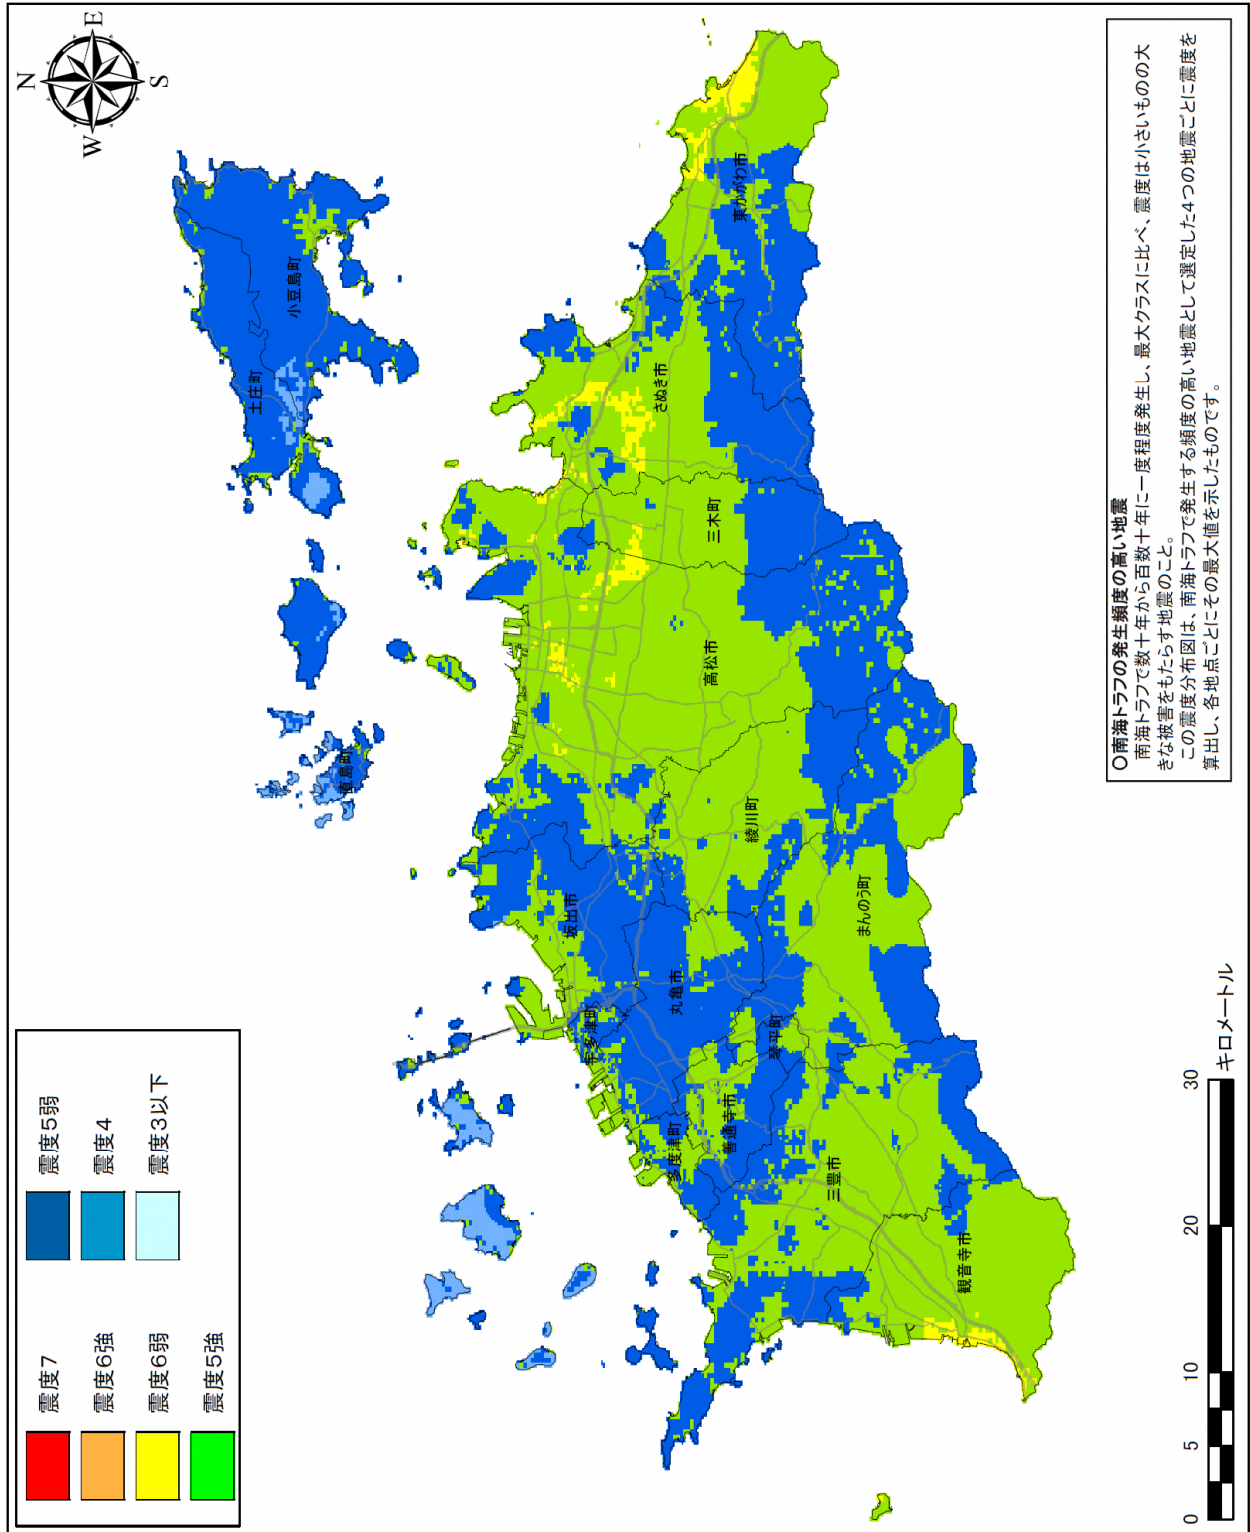 N
E
W
S
震度7
震度6強
震度6弱
震度5強
震度5弱
震度4
震度3以下
土庄町
小豆島町
直島町
東かがわ市
さぬき市
三木町
高松市
綾川町
坂出市
宇多津町
丸亀市
まんのう町
琴平町
善通寺市
多度津町
三豊市
観音寺市
0
5
10
20
30
キロメートル
○南海トラフの発生頻度の高い地震
南海トラフで数十年から百数十年に一度程度発生し、最大クラスに比べ、震度は小さいものの大
きな被害をもたらす地震のこと。
この震度分布図は、南海トラフで発生する頻度の高い地震として選定した4つの地震ごとに震度を
算出し、各地点ごとにその最大値を示したものです。